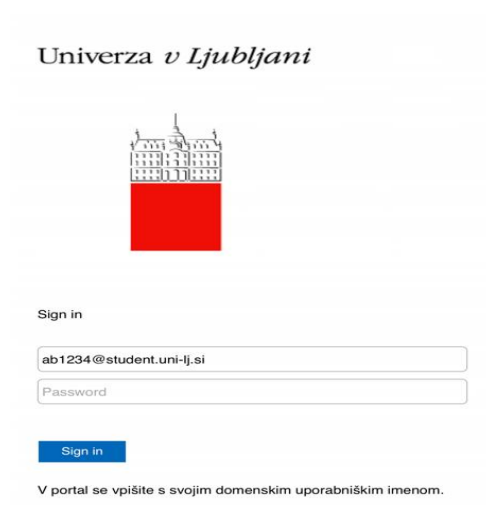 Univerza v Ljubljani
Sign in
ab1234@student.uni-lj.si
Password
Sign in
V portal se vpišite s svojim domenskim uporabniškim imenom.